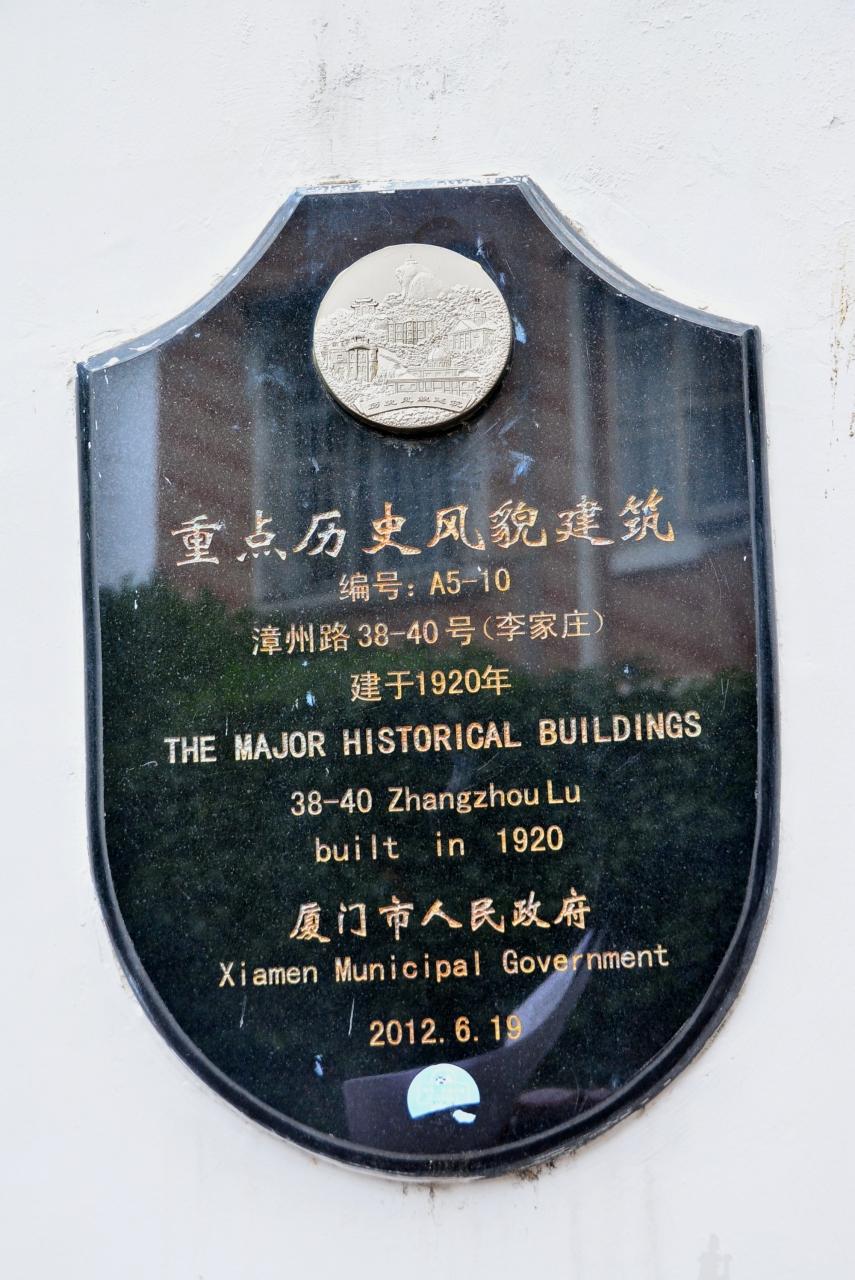 重点历史风貌建筑
编号：A5-10
漳州路38-40号(李家庄)
建于1920年
THE MAJOR HISTORICAL BUILDINGS
38-40 Zhangzhou Lu
built in 1920
厦门市人民政府
Xiamen Municipal Government
2012.6.19